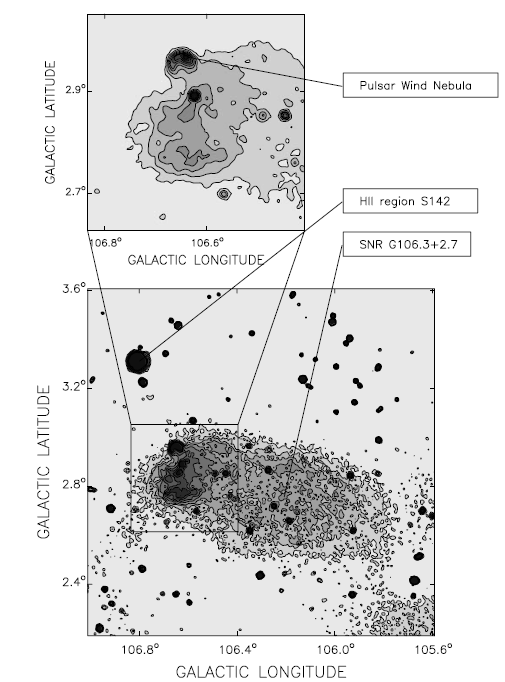 GALACTIC LATITUDE
2.9°
2.7°
106.8°
106.6°
GALACTIC LONGITUDE
Pulsar Wind Nebula
HII region S142
SNR G106.3+2.7
GALACTIC LATITUDE
3.6°
3.2°
2.8°
2.4°
106.8°
106.4°
106.0°
105.6°
GALACTIC LONGITUDE